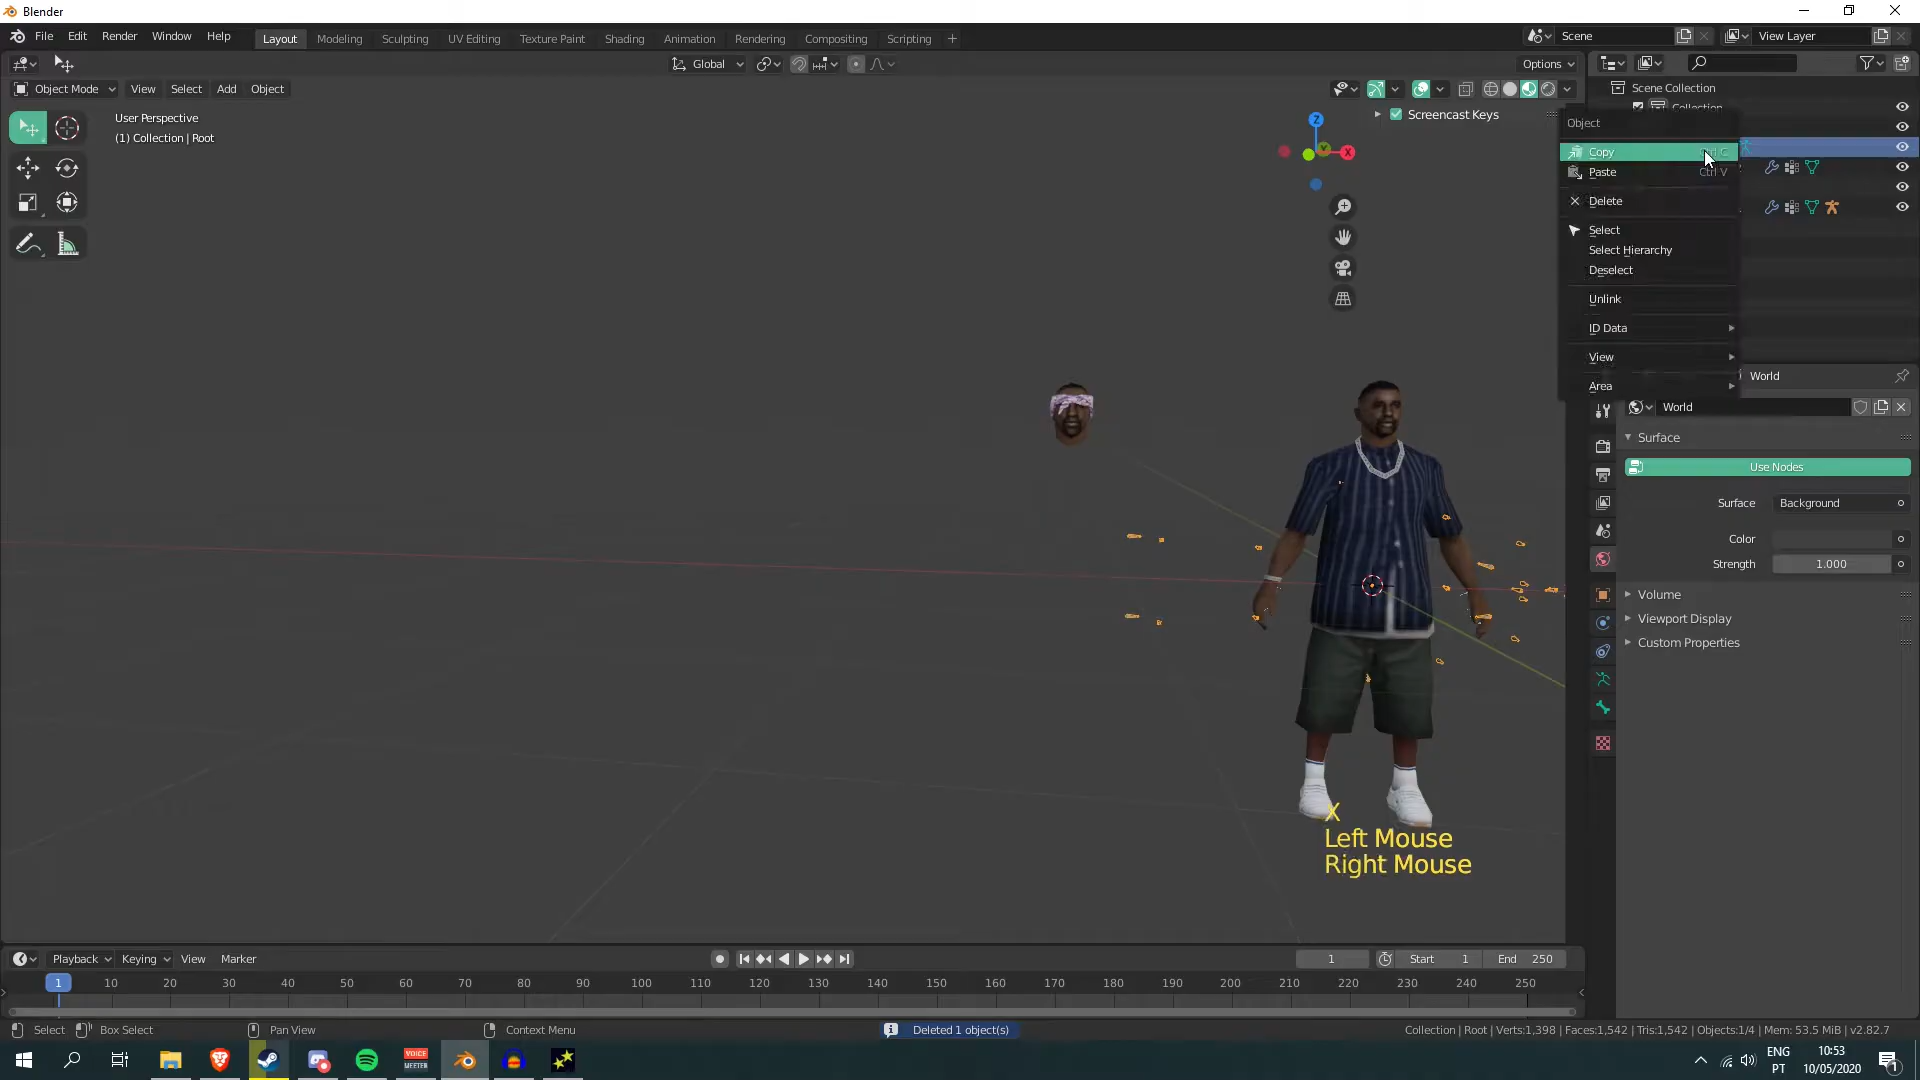 Blender
File Edit Render Window Help
Layout Modeling Sculpting UV Editing Texture Paint Shading Animation Rendering Compositing Scripting +
Scene
View Layer
Global
Options
Object Mode View Select Add Object
User Perspective
(1) Collection | Root
Screencast Keys
Z
X
Y
Scene Collection
Collection
Object
Copy Ctrl C
Paste Ctrl V
Delete
Select
Select Hierarchy
Deselect
Unlink
ID Data
View
Area
World
World
Surface
Use Nodes
Surface Background
Color
Strength 1.000
Volume
Viewport Display
Custom Properties
X
Left Mouse
Right Mouse
Playback Keying View Marker
1 Start 1 End 250
1 10 20 30 40 50 60 70 80 90 100 110 120 130 140 150 160 170 180 190 200 210 220 230 240 250
Select Box Select Pan View Context Menu Deleted 1 object(s) Collection | Root | Verts:1,398 | Faces:1,542 | Tris:1,542 | Objects:1/4 | Mem: 53.5 MiB | v2.82.7
VOICE
MEETER
ENG
PT
10:53
10/05/2020
1